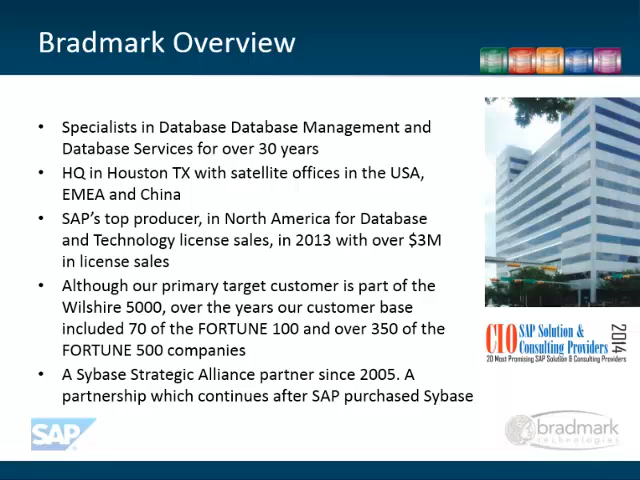 Bradmark Overview
• Specialists in Database Database Management and
Database Services for over 30 years
• HQ in Houston TX with satellite offices in the USA,
EMEA and China
• SAP's top producer, in North America for Database
and Technology license sales, in 2013 with over $3M
in license sales
• Although our primary target customer is part of the
Wilshire 5000, over the years our customer base
included 70 of the FORTUNE 100 and over 350 of the
FORTUNE 500 companies
• A Sybase Strategic Alliance partner since 2005. A
partnership which continues after SAP purchased Sybase
CIO SAP Solution &
Consulting Providers 2014
20 Most Promising SAP Solution & Consulting Providers
SAP
bradmark
technologies